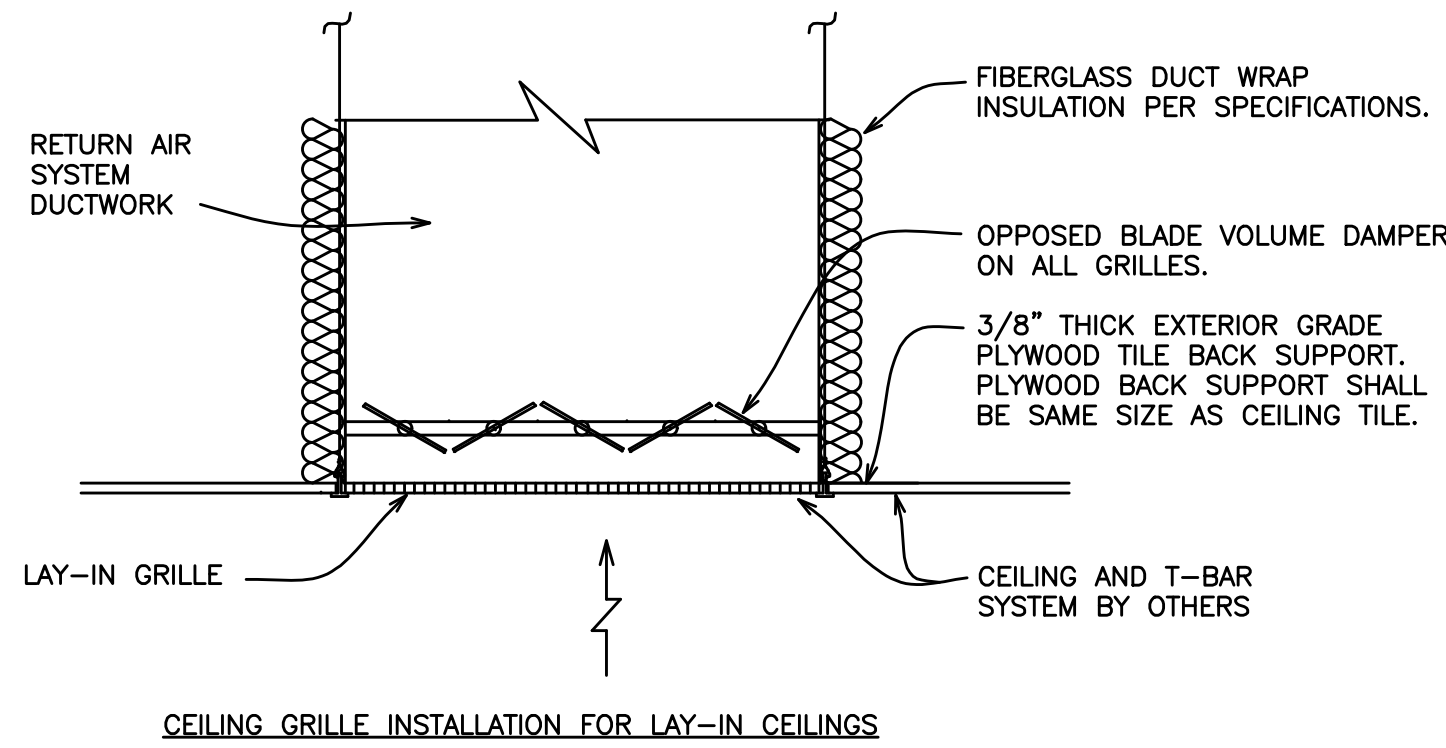 RETURN AIR
SYSTEM
DUCTWORK
FIBERGLASS DUCT WRAP
INSULATION PER SPECIFICATIONS.
OPPOSED BLADE VOLUME DAMPER
ON ALL GRILLES.
3/8” THICK EXTERIOR GRADE
PLYWOOD TILE BACK SUPPORT.
PLYWOOD BACK SUPPORT SHALL
BE SAME SIZE AS CEILING TILE.
LAY-IN GRILLE
CEILING AND T-BAR
SYSTEM BY OTHERS
CEILING GRILLE INSTALLATION FOR LAY-IN CEILINGS